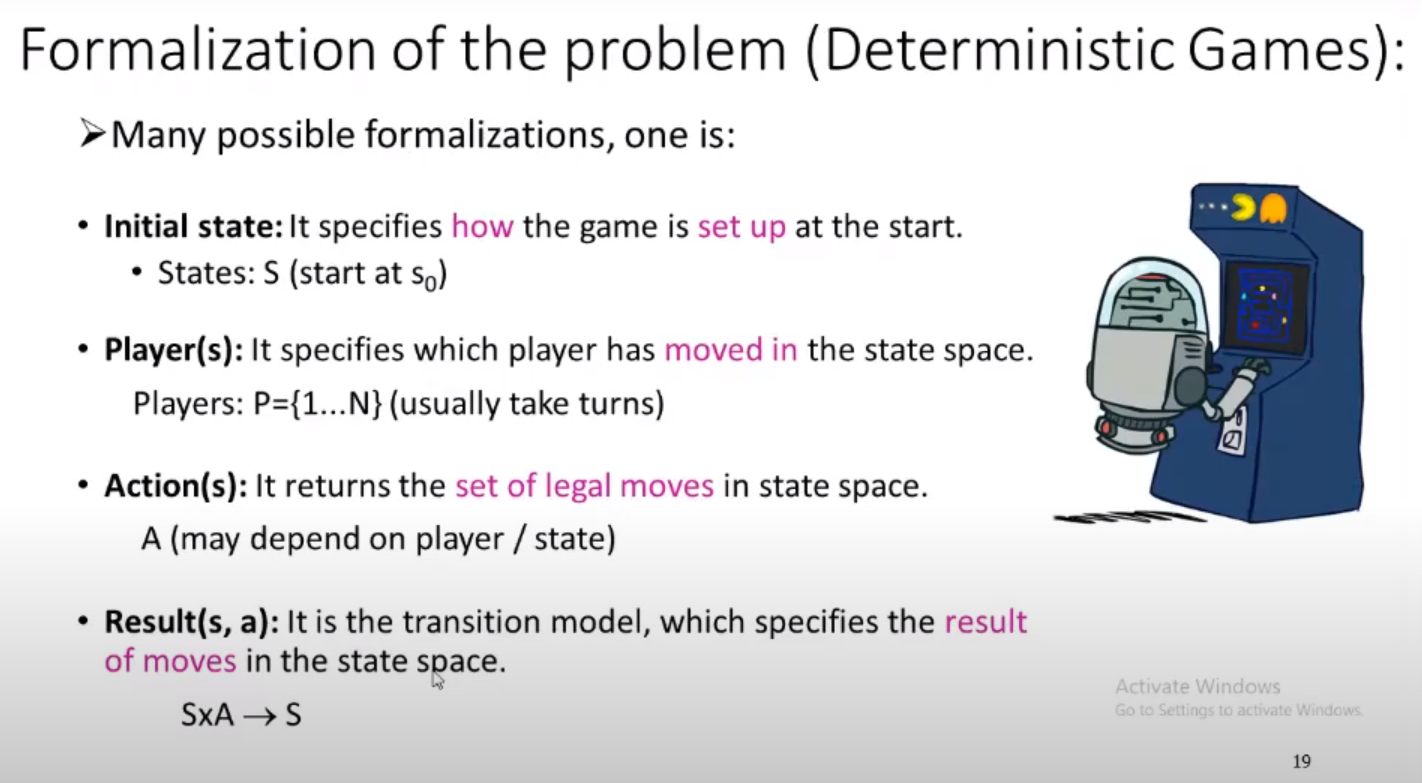 Formalization of the problem (Deterministic Games):
➢Many possible formalizations, one is:
• Initial state: It specifies how the game is set up at the start.
• States: S (start at s₀)
• Player(s): It specifies which player has moved in the state space.
Players: P={1...N} (usually take turns)
• Action(s): It returns the set of legal moves in state space.
A (may depend on player / state)
• Result(s, a): It is the transition model, which specifies the result
of moves in the state space.
SxA → S
Activate Windows
Go to Settings to activate Windows.
19